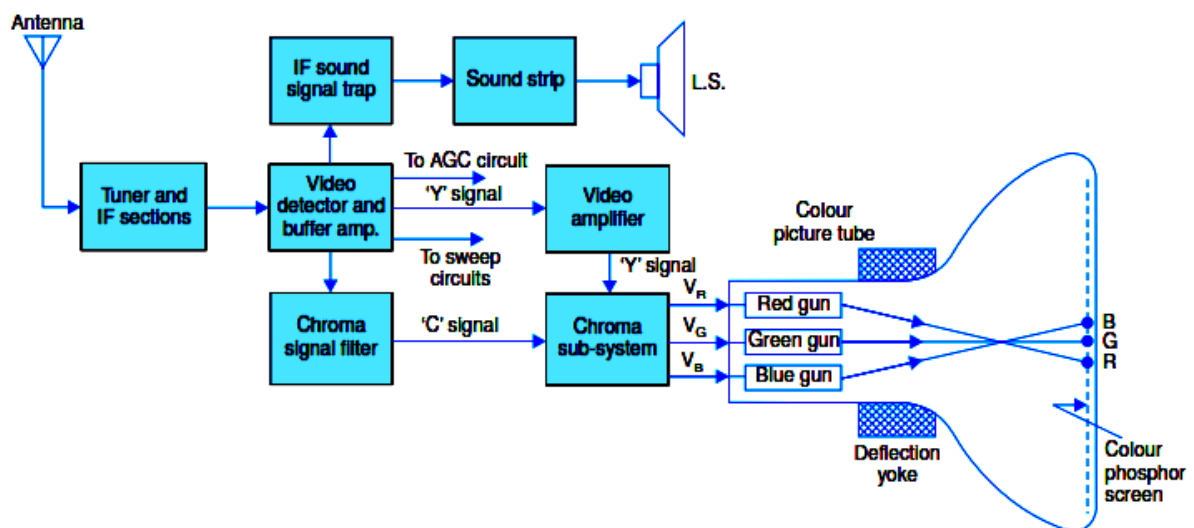 Antenna
IF sound
signal trap
Sound strip
L.S.
Tuner and
IF sections
Video
detector and
buffer amp.
To AGC circuit
'Y' signal
To sweep
circuits
Video
amplifier
'Y' signal
Chroma
signal filter
'C' signal
Chroma
sub-system
VR
VG
VB
Colour
picture tube
Red gun
Green gun
Blue gun
B
G
R
Deflection
yoke
Colour
phosphor
screen